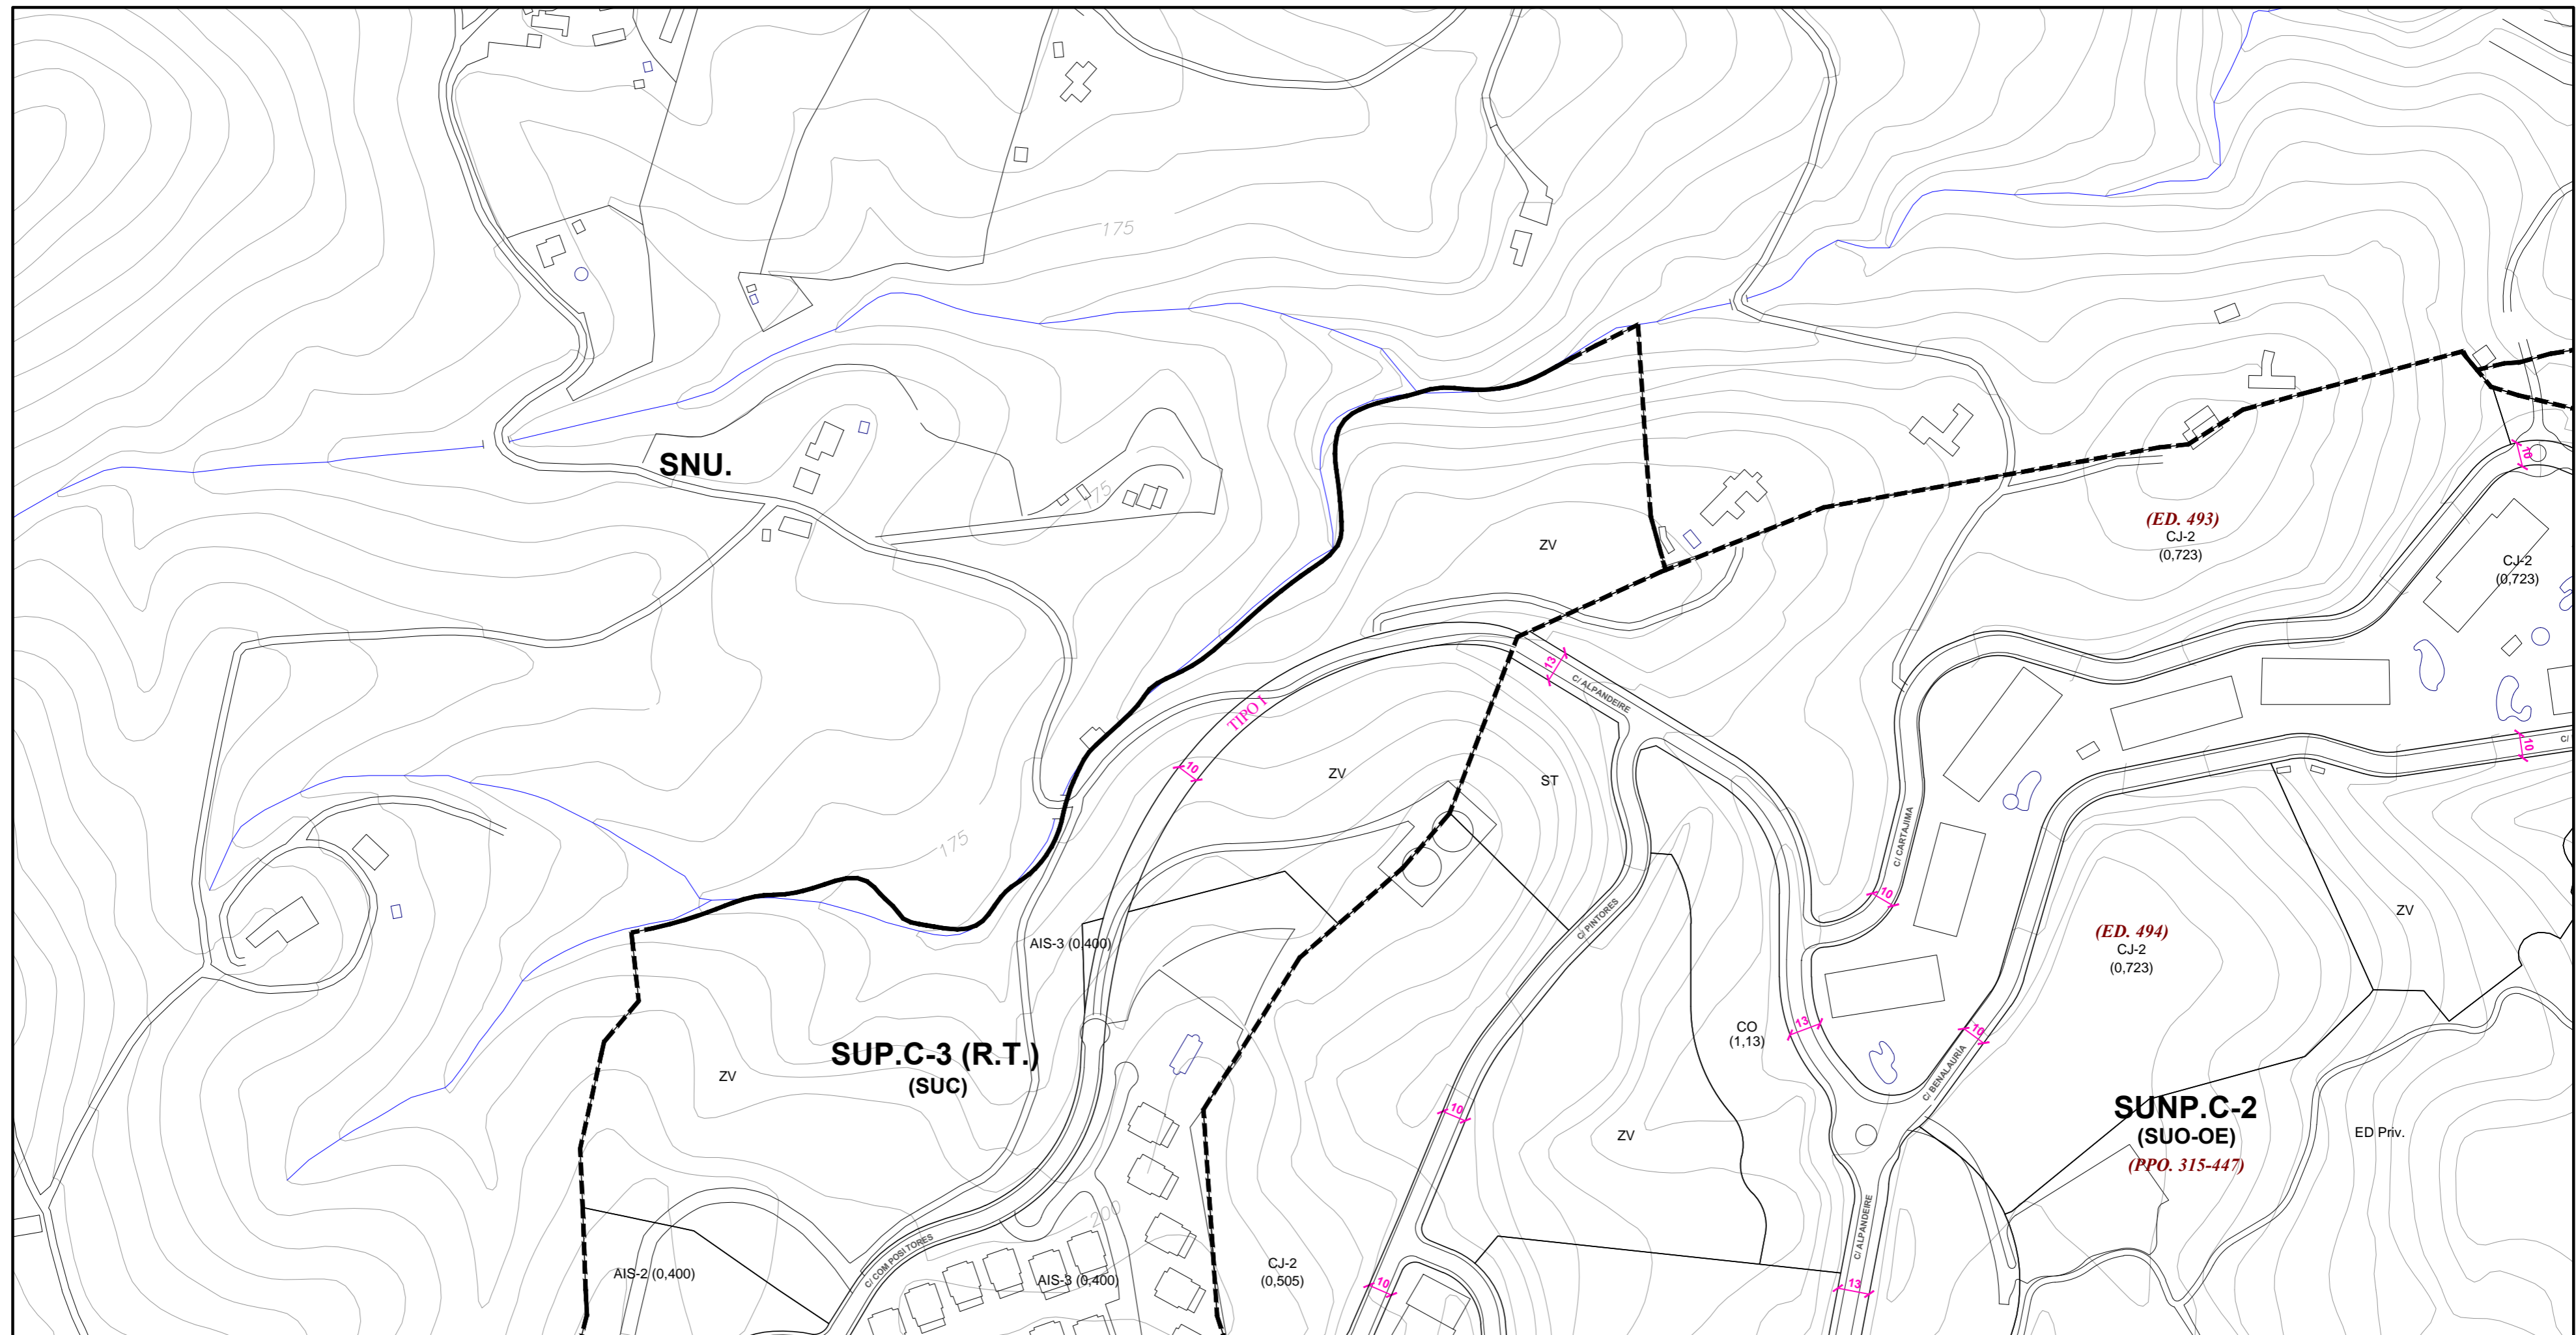 175
SNU.
175
10
(ED. 493)
CJ-2
(0,723)
ZV
CJ-2
(0,723)
13
C/ ALPANDEIRE
TIPO I
10
C/
10
ZV
ST
C/ CARTAJIMA
175
10
C/ PINTORES
ZV
AIS-3 (0,400)
(ED. 494)
CJ-2
(0,723)
CO
(1,13)
13
10
SUP.C-3 (R.T.)
(SUC)
ZV
C/ BENALAURÍA
10
SUNP.C-2
(SUO-OE)
(PPO. 315-447)
ZV
ED Priv.
200
C/ COMPOSITORES
C/ ALPANDEIRE
AIS-2 (0,400)
AIS-3 (0,400)
CJ-2
(0,505)
10
13